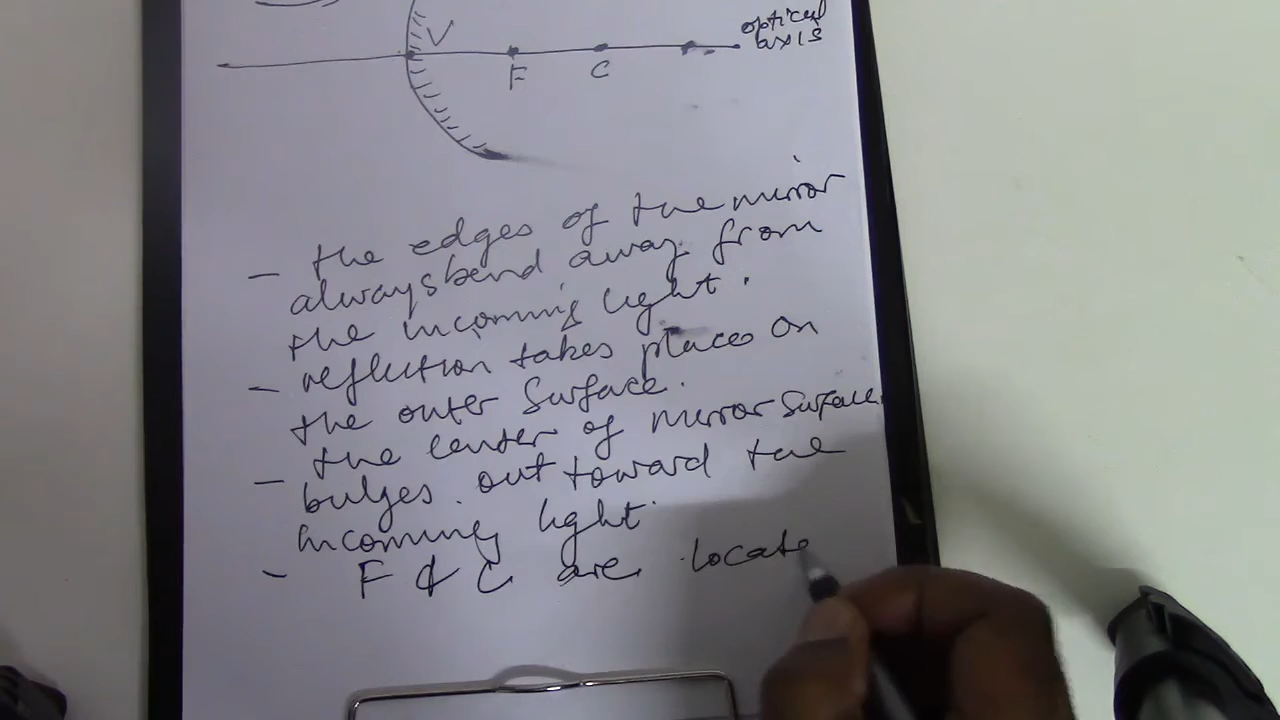 optical
axis
V
F
C
- the edges of the mirror
always bend away from
the incoming light.
- reflection takes places on
the outer surface.
- the center of mirror surface
bulges out toward the
incoming light.
- F & C are locate